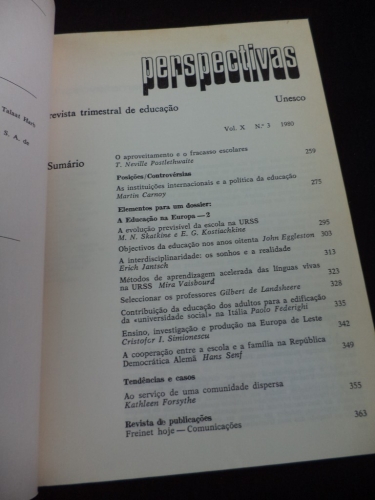 Talaat Harb
S. A. de
perspectivas
revista trimestral de educação Unesco
Vol. X N.º 3 1980
Sumário
O aproveitamento e o fracasso escolares
T. Neville Postlethwaite 259
Posições/Controvérsias
As instituições internacionais e a política da educação
Martin Carnoy 275
Elementos para um dossier:
A Educação na Europa — 2
A evolução previsível da escola na URSS
M. N. Skatkine e E. G. Kostiachkine 295
Objectivos da educação nos anos oitenta John Eggleston 303
A interdisciplinaridade: os sonhos e a realidade
Erich Jantsch 313
Métodos de aprendizagem acelerada das línguas vivas
na URSS Mira Vaisbourd 323
Seleccionar os professores Gilbert de Landsheere 328
Contribuição da educação dos adultos para a edificação
da «universidade social» na Itália Paolo Federighi 335
Ensino, investigação e produção na Europa de Leste
Cristofor I. Simionescu 342
A cooperação entre a escola e a família na República
Democrática Alemã Hans Senf 349
Tendências e casos
Ao serviço de uma comunidade dispersa
Kathleen Forsythe 355
Revista de publicações
Freinet hoje — Comunicações 363